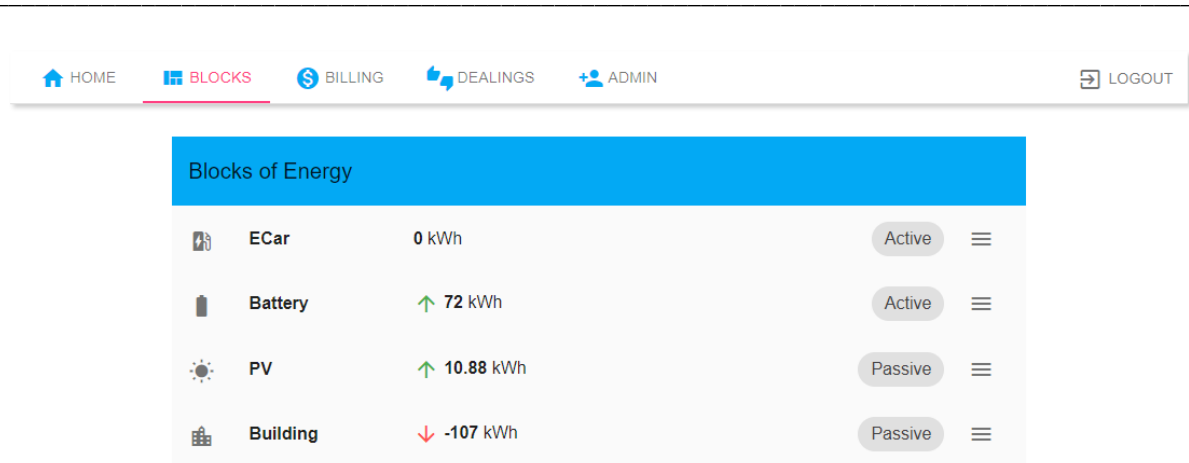 HOME BLOCKS BILLING DEALINGS ADMIN LOGOUT
Blocks of Energy
ECar 0 kWh Active
Battery 72 kWh Active
PV 10.88 kWh Passive
Building -107 kWh Passive